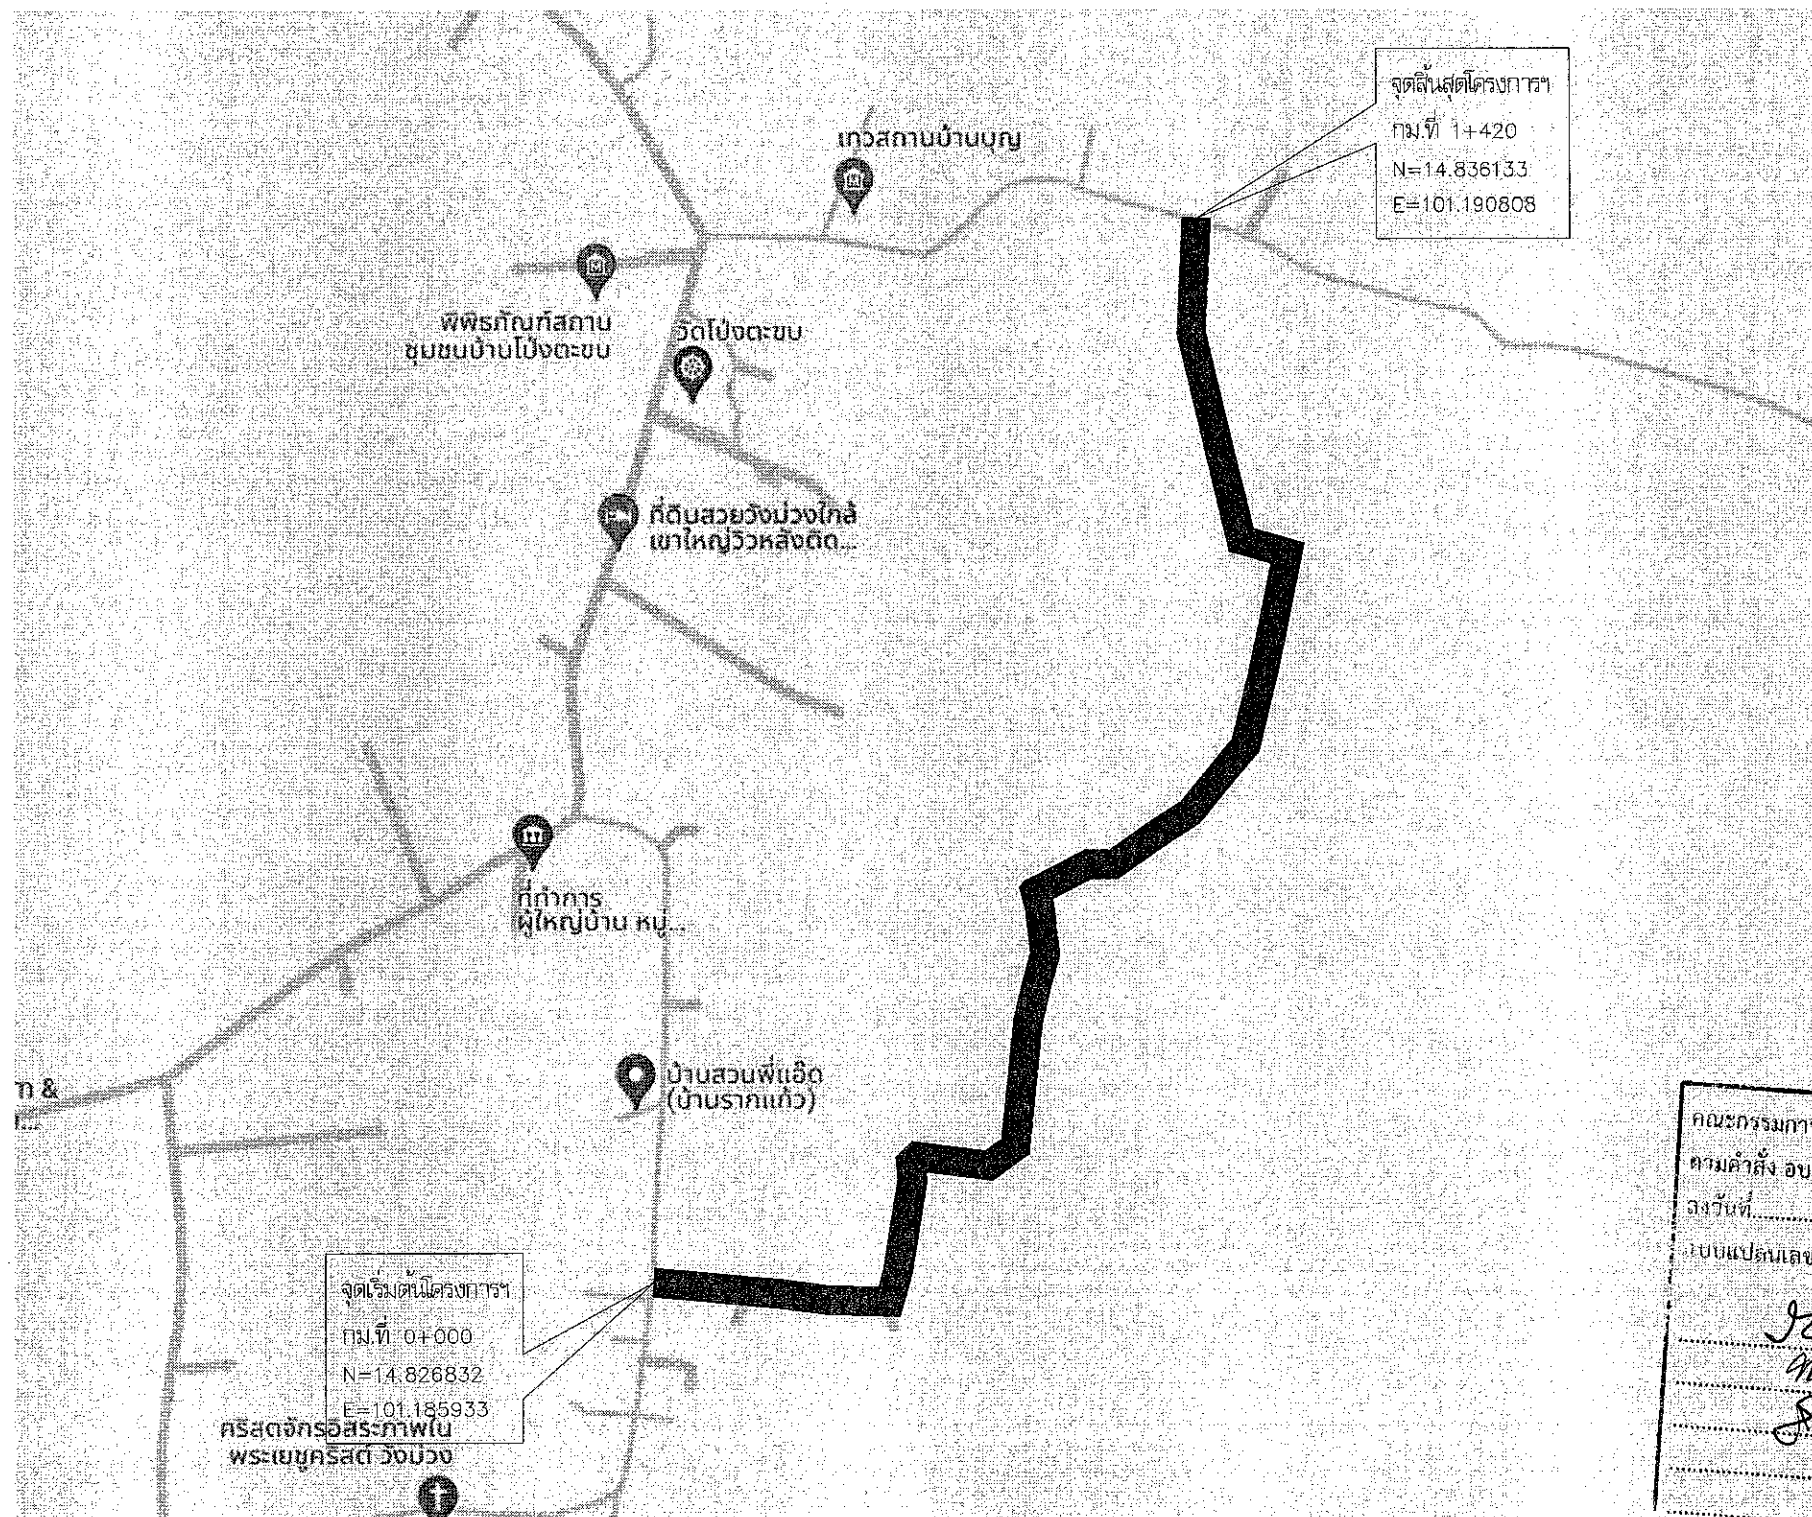 จุดสิ้นสุดโครงการฯ
กม.ที่ 1+420
N=14.836133
E=101.190808
เทวสถานบ้านบุญ
พิพิธภัณฑ์สถาน
ชุมชนบ้านโป่งตะขบ
วัดโป่งตะขบ
ที่ดินสวยวังม่วงใกล้
เขาใหญ่วิวหลังติด...
ที่ทำการ
ผู้ใหญ่บ้าน หมู่...
บ้านสวนพี่แอ๊ด
(บ้านรากแก้ว)
ท &
จุดเริ่มต้นโครงการฯ
กม.ที่ 0+000
N=14.826832
E=101.185933
คริสตจักรอิสระภาพใน
พระเยซูคริสต์ วังม่วง
คณะกรรมการ
ตามคำสั่ง อบ
ลงวันที่
แบบแปลนเลข